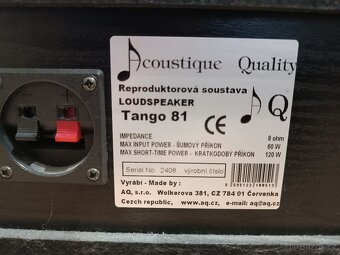 Acoustique Quality
Reproduktorová soustava
LOUDSPEAKER
Tango 81
CE
AQ
IMPEDANCE 8 ohm
MAX INPUT POWER - ŠUMOVÝ PŘÍKON 60 W
MAX SHORT-TIME POWER - KRÁTKODOBÝ PŘÍKON 120 W
Serial No 2408 výrobní číslo
Vyrábí - Made by :
AQ, s.r.o. Wolkerova 381, CZ 784 01 Červenka
Cezch republic, www.aq.cz, e-mail: aq@aq.cz